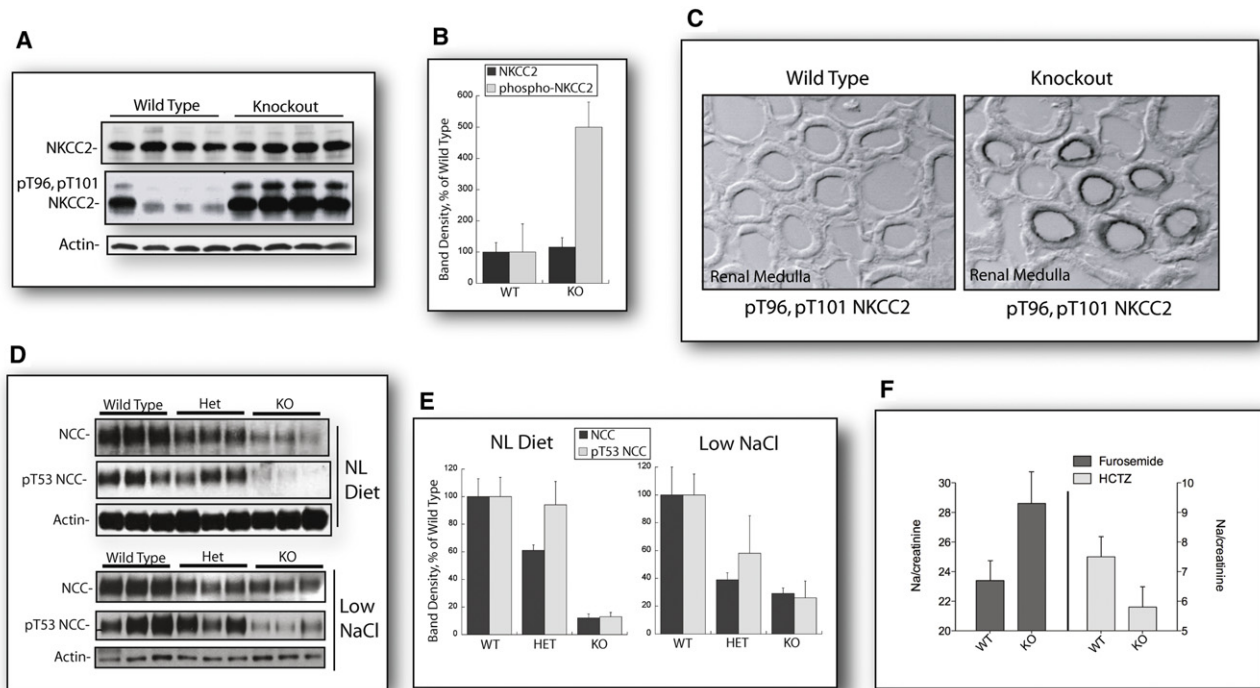 A
Wild Type Knockout
NKCC2-
pT96, pT101
NKCC2-
Actin-
B
NKCC2
phospho-NKCC2
Band Density, % of Wild Type
600
500
400
300
200
100
0
WT KO
C
Wild Type Knockout
Renal Medulla Renal Medulla
pT96, pT101 NKCC2 pT96, pT101 NKCC2
D
Wild Type Het KO
NCC-
pT53 NCC-
Actin-
NL
Diet
Wild Type Het KO
NCC-
pT53 NCC-
Actin-
Low
NaCl
E
NL Diet
NCC
pT53 NCC
Low NaCl
Band Density, % of Wild Type
120
100
80
60
40
20
0
WT HET KO
120
100
80
60
40
20
0
WT HET KO
F
Furosemide
HCTZ
Na/creatinine
30
28
26
24
22
20
WT KO WT KO
10
9
8
7
6
5
Na/creatinine